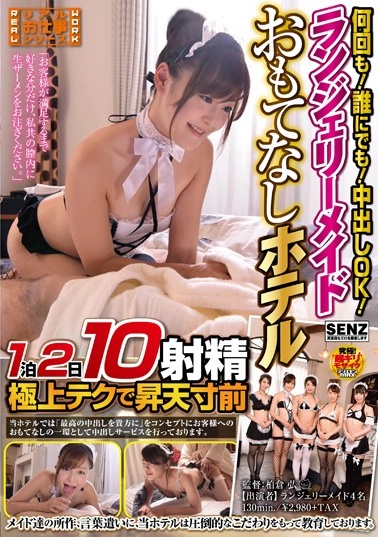 REAL
リアル
お仕事
シリーズ
WORK
何回も!誰にでも!中出しOK!
ランジェリーメイド
おもてなしホテル
「お客様が満足するまで
好きな分だけ、私共の膣内に
生ザーメンをお注ぎください。」
SENZ
究極!
1泊2日10射精
極上テクで昇天寸前
当ホテルでは「最高の中出しを貴方に」をコンセプトにお客様への
おもてなしの一環として中出しサービスを行っております。
監督・柏倉弘
【出演者】ランジェリーメイド4名
130min./¥2,980+TAX
メイド達の所作、言葉遣いに、当ホテルは圧倒的なこだわりをもって教育しております。